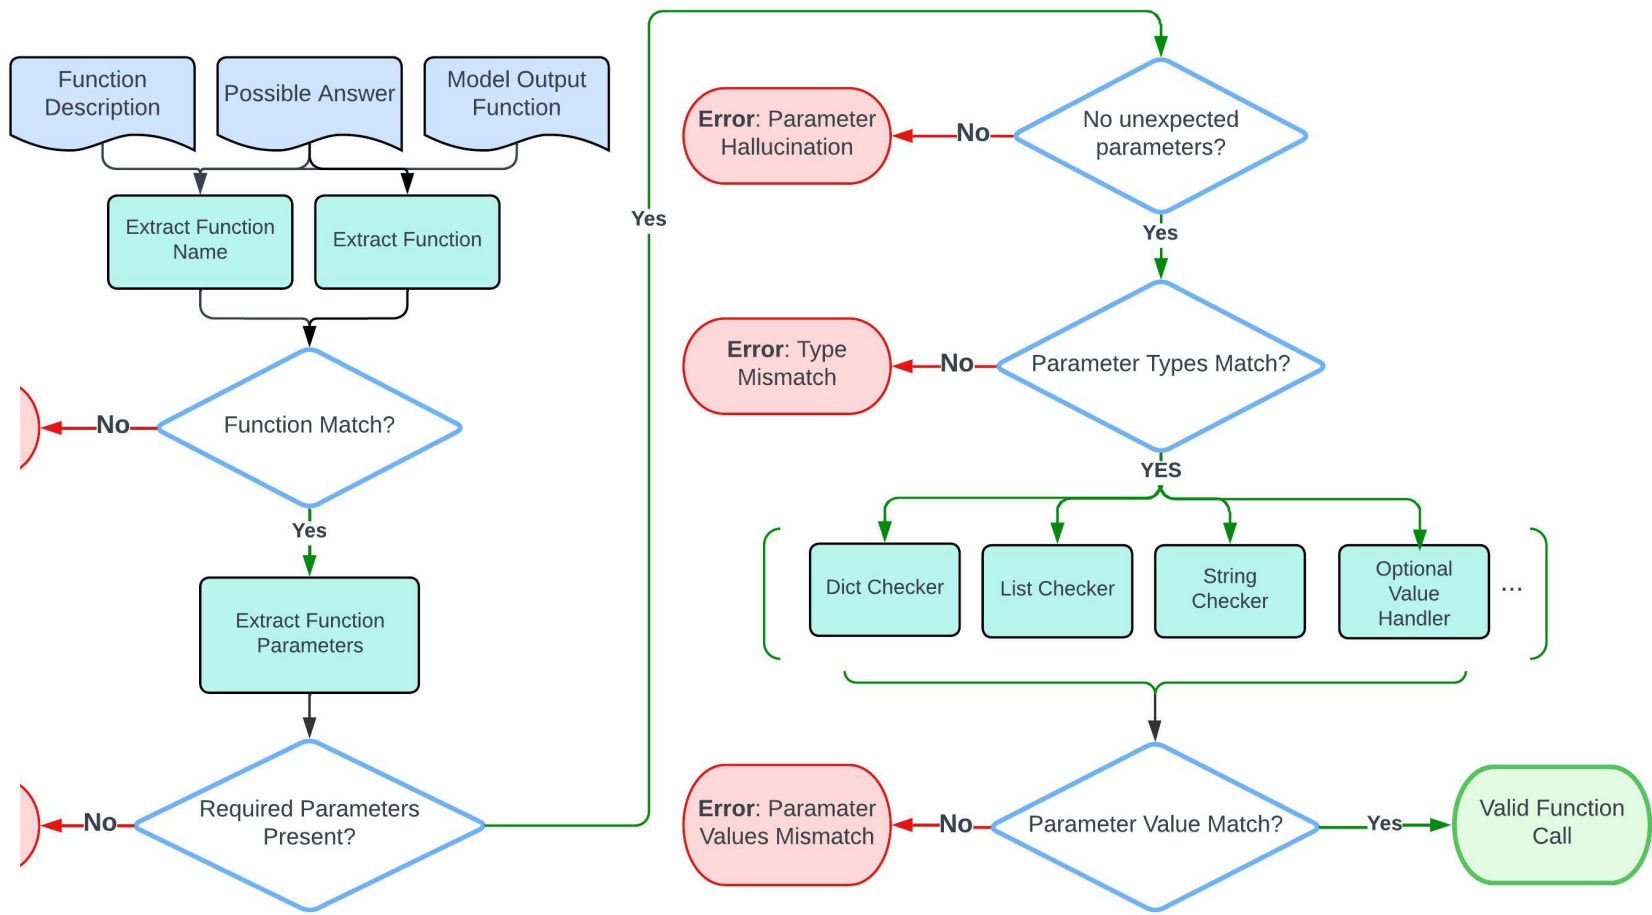 Function
Description
Possible Answer
Model Output
Function
Extract Function
Name
Extract Function
Function Match?
No
Yes
Extract Function
Parameters
Required Parameters
Present?
No
Yes
No unexpected
parameters?
No
Error: Parameter
Hallucination
Yes
Parameter Types Match?
No
Error: Type
Mismatch
YES
Dict Checker
List Checker
String
Checker
Optional
Value
Handler
...
Parameter Value Match?
No
Error: Paramater
Values Mismatch
Yes
Valid Function
Call